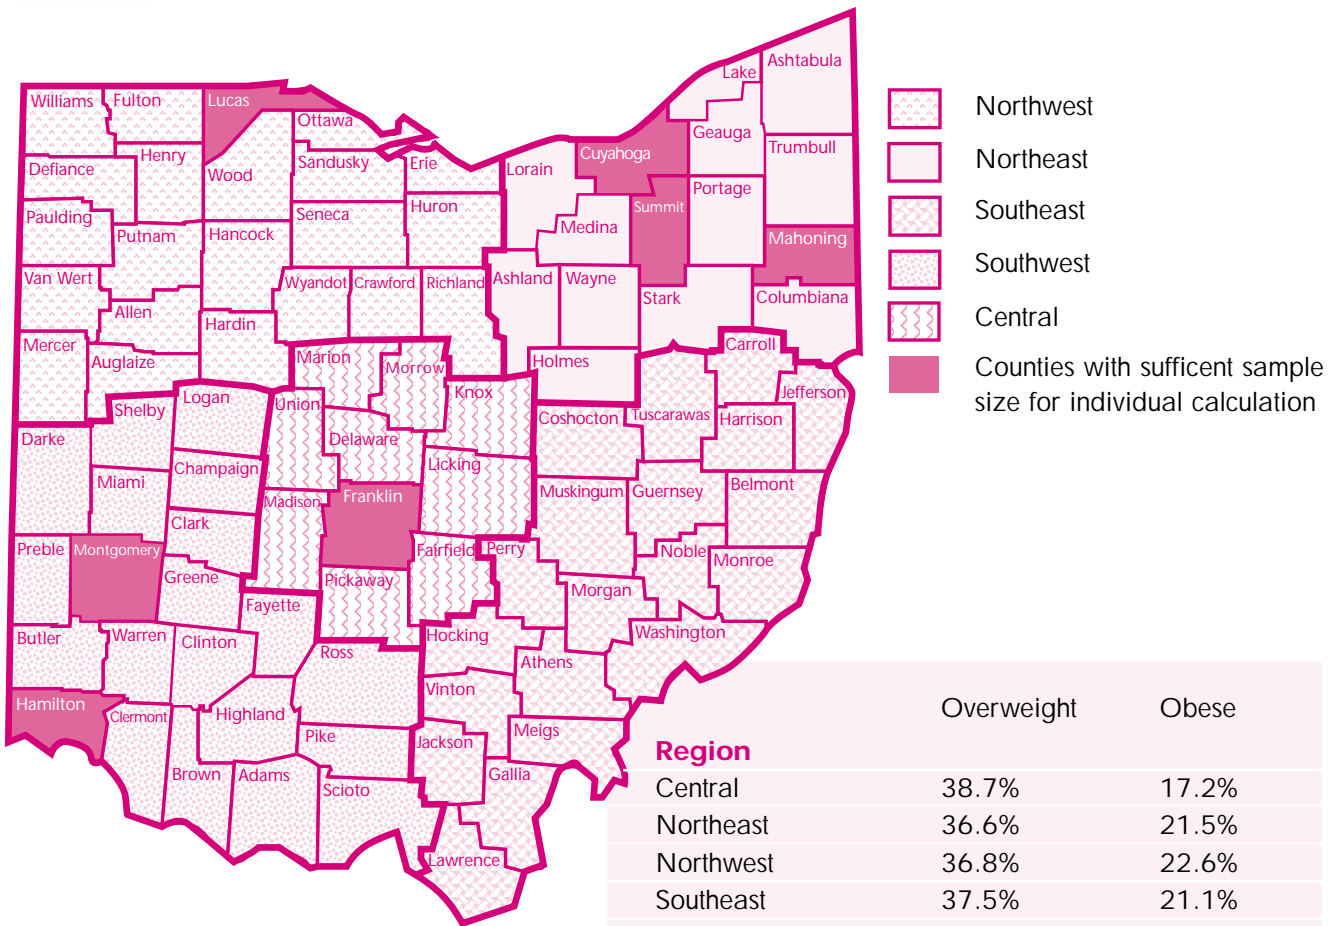 Williams
Fulton
Lucas
Ottawa
Lake
Ashtabula
Henry
Defiance
Wood
Sandusky
Erie
Lorain
Cuyahoga
Geauga
Trumbull
Paulding
Putnam
Hancock
Seneca
Huron
Medina
Summit
Portage
Mahoning
Van Wert
Allen
Hardin
Wyandot
Crawford
Richland
Ashland
Wayne
Stark
Columbiana
Mercer
Auglaize
Marion
Morrow
Holmes
Carroll
Shelby
Logan
Union
Knox
Jefferson
Darke
Delaware
Coshocton
Tuscarawas
Harrison
Miami
Champaign
Licking
Madison
Franklin
Muskingum
Guernsey
Belmont
Clark
Preble
Montgomery
Fairfield
Perry
Noble
Monroe
Greene
Pickaway
Morgan
Fayette
Butler
Warren
Clinton
Ross
Hocking
Washington
Athens
Hamilton
Clermont
Highland
Vinton
Pike
Jackson
Meigs
Brown
Adams
Scioto
Gallia
Lawrence
Northwest
Northeast
Southeast
Southwest
Central
Counties with sufficent sample
size for individual calculation
Overweight Obese
Region
Central 38.7% 17.2%
Northeast 36.6% 21.5%
Northwest 36.8% 22.6%
Southeast 37.5% 21.1%